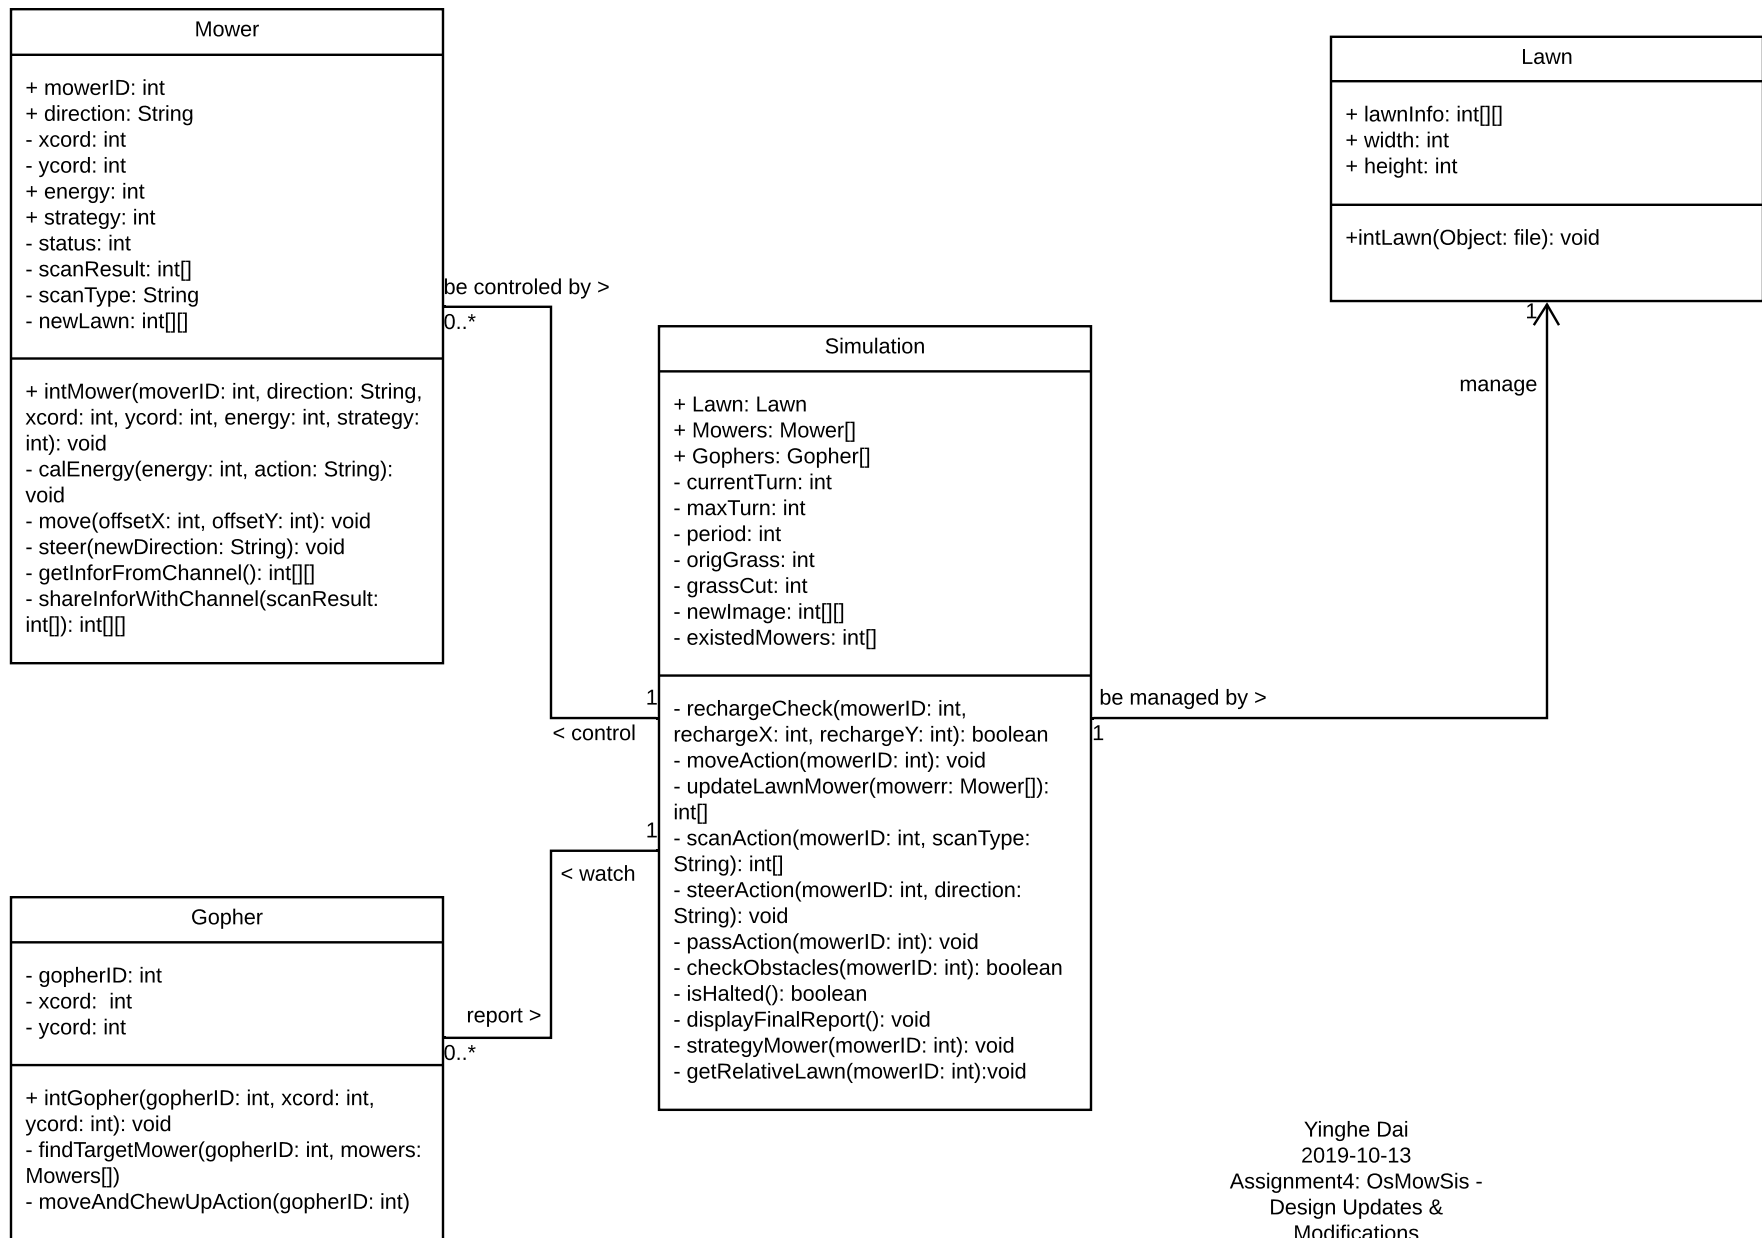 Mower
+ mowerID: int
+ direction: String
- xcord: int
- ycord: int
+ energy: int
+ strategy: int
- status: int
- scanResult: int[]
- scanType: String
- newLawn: int[][]
+ intMower(moverID: int, direction: String,
xcord: int, ycord: int, energy: int, strategy:
int): void
- calEnergy(energy: int, action: String):
void
- move(offsetX: int, offsetY: int): void
- steer(newDirection: String): void
- getInforFromChannel(): int[][]
- shareInforWithChannel(scanResult:
int[]): int[][]
be controled by >
0..*
1
< control
Lawn
+ lawnInfo: int[][]
+ width: int
+ height: int
+intLawn(Object: file): void
1
manage
Simulation
+ Lawn: Lawn
+ Mowers: Mower[]
+ Gophers: Gopher[]
- currentTurn: int
- maxTurn: int
- period: int
- origGrass: int
- grassCut: int
- newImage: int[][]
- existedMowers: int[]
- rechargeCheck(mowerID: int,
rechargeX: int, rechargeY: int): boolean
- moveAction(mowerID: int): void
- updateLawnMower(mowerr: Mower[]):
int[]
- scanAction(mowerID: int, scanType:
String): int[]
- steerAction(mowerID: int, direction:
String): void
- passAction(mowerID: int): void
- checkObstacles(mowerID: int): boolean
- isHalted(): boolean
- displayFinalReport(): void
- strategyMower(mowerID: int): void
- getRelativeLawn(mowerID: int):void
be managed by >
1
1
< watch
report >
0..*
Gopher
- gopherID: int
- xcord:  int
- ycord: int
+ intGopher(gopherID: int, xcord: int,
ycord: int): void
- findTargetMower(gopherID: int, mowers:
Mowers[])
- moveAndChewUpAction(gopherID: int)
Yinghe Dai
2019-10-13
Assignment4: OsMowSis -
Design Updates &
Modifications